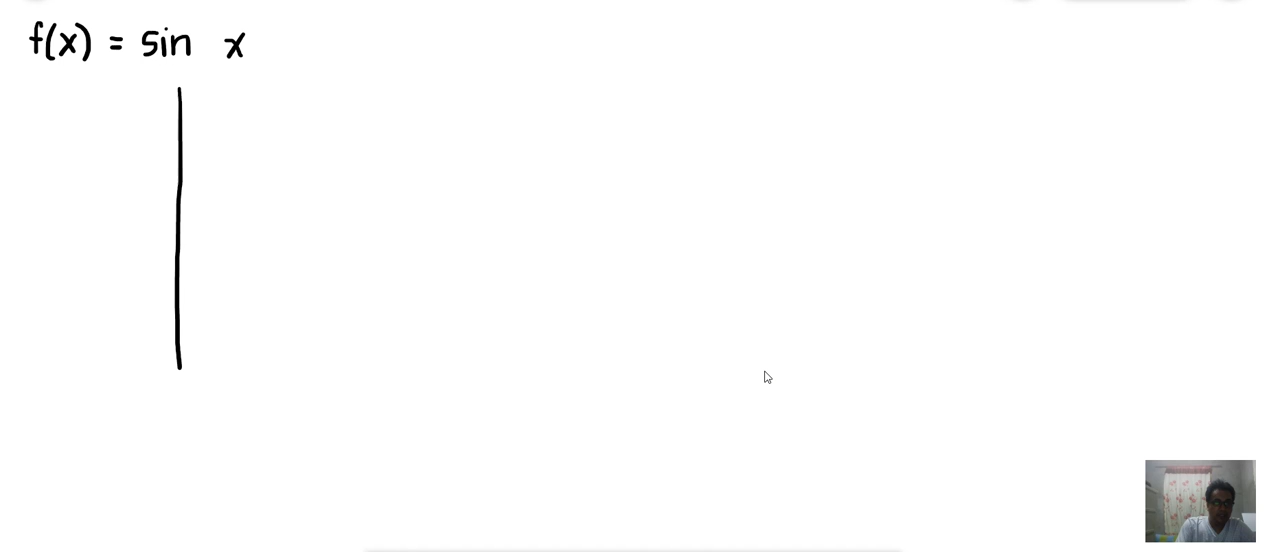 f(x) = sin x